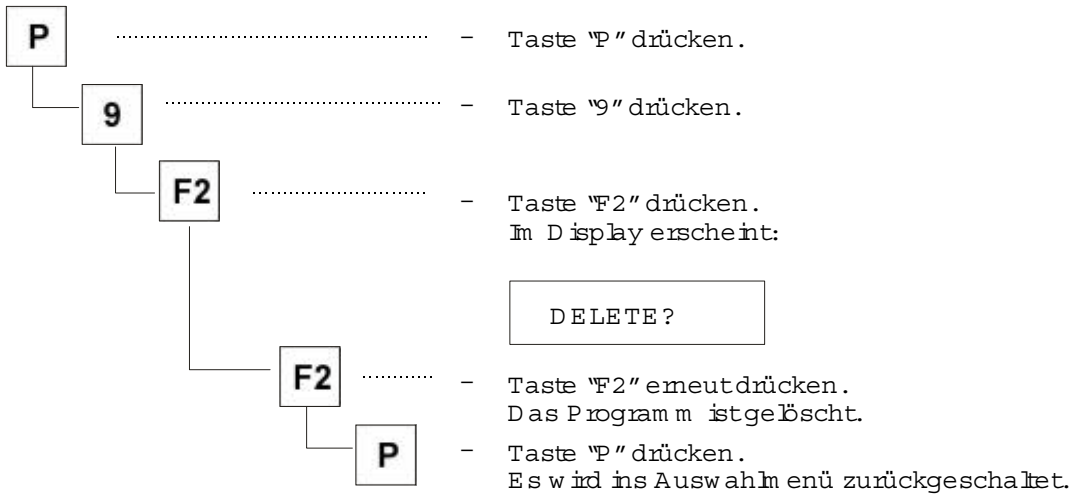 P - Taste "P" drücken.
9 - Taste "9" drücken.
F2 - Taste "F2" drücken.
Im Display erscheint:
DELETE?
F2 - Taste "F2" erneut drücken.
Das Programm ist gelöscht.
P - Taste "P" drücken.
Es wird ins Auswahlmenü zurückgeschaltet.